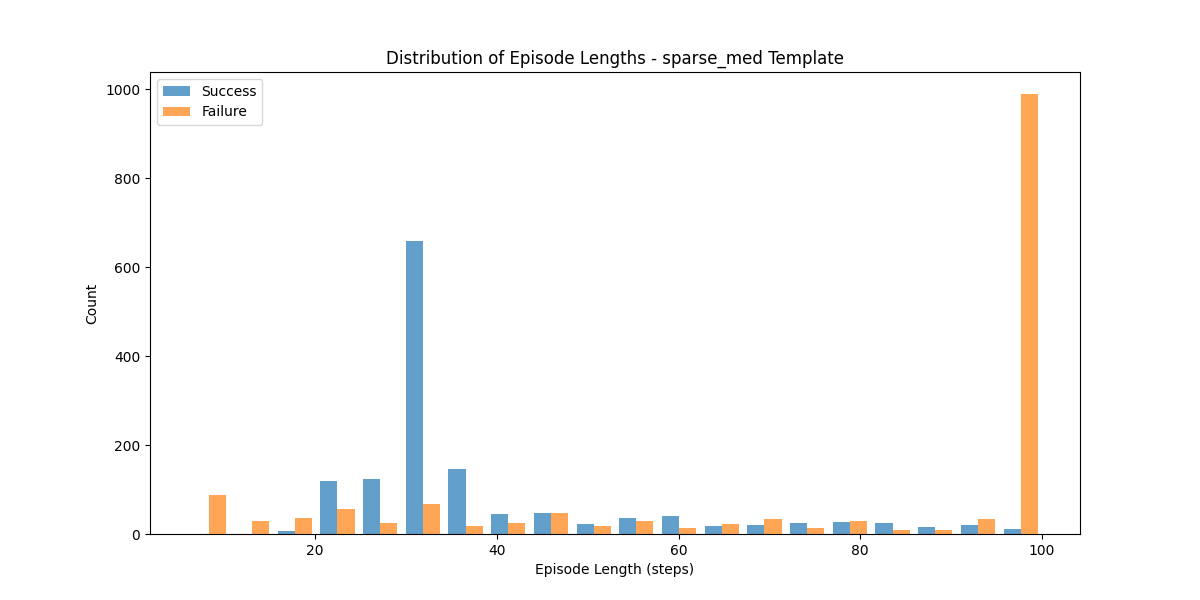 Distribution of Episode Lengths - sparse_med Template
Success
Failure
Count
1000
800
600
400
200
0
20 40 60 80 100
Episode Length (steps)